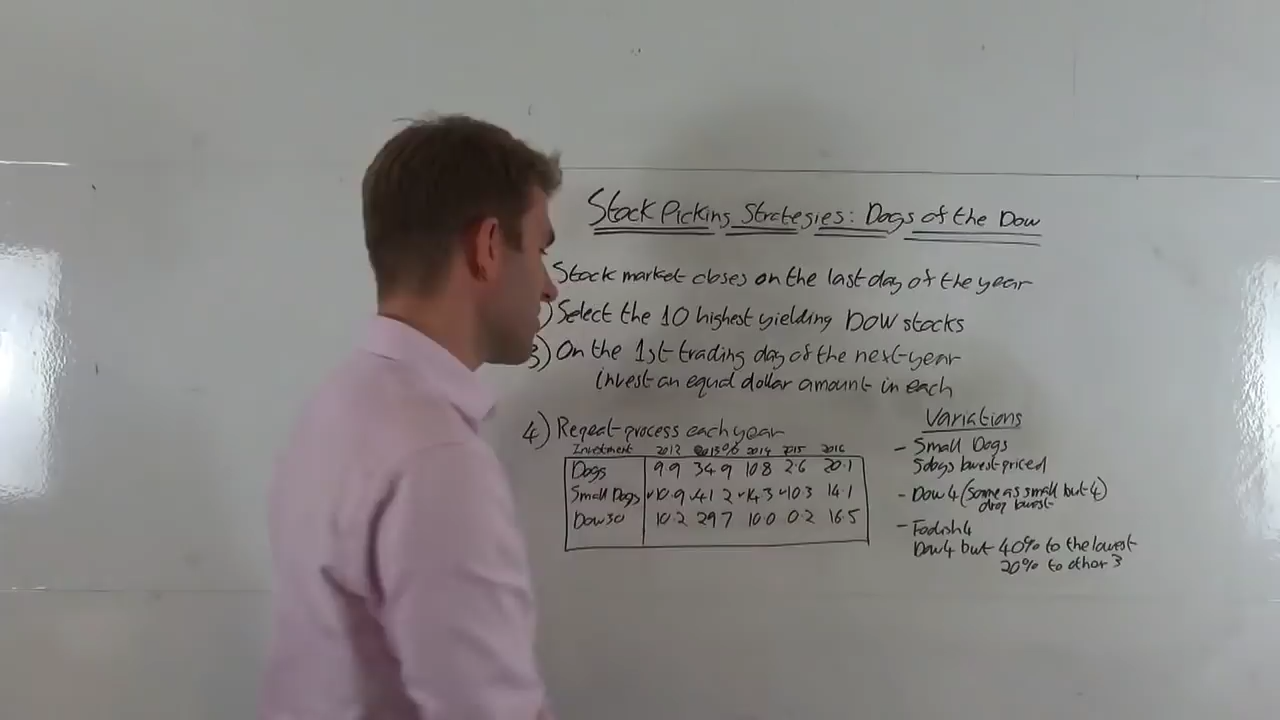 Stock Picking Strategies: Dogs of the Dow
Stock market closes on the last day of the year
) Select the 10 highest yielding DOW stocks
3) On the 1st trading day of the next year
invest an equal dollar amount in each
4) Repeat process each year
Investment 2012 2013% 2014 2015 2016
Dogs 9.9 34.9 10.8 2.6 20.1
Small Dogs 10.9 41.2 14.3 10.3 14.1
Dow 30 10.2 29.7 10.0 0.2 16.5
Variations
- Small Dogs
5 dogs lowest priced
- Dow 4 (same as small but 4)
drop lowest
- Foolish 4
Dow 4 but 40% to the lowest
20% to other 3